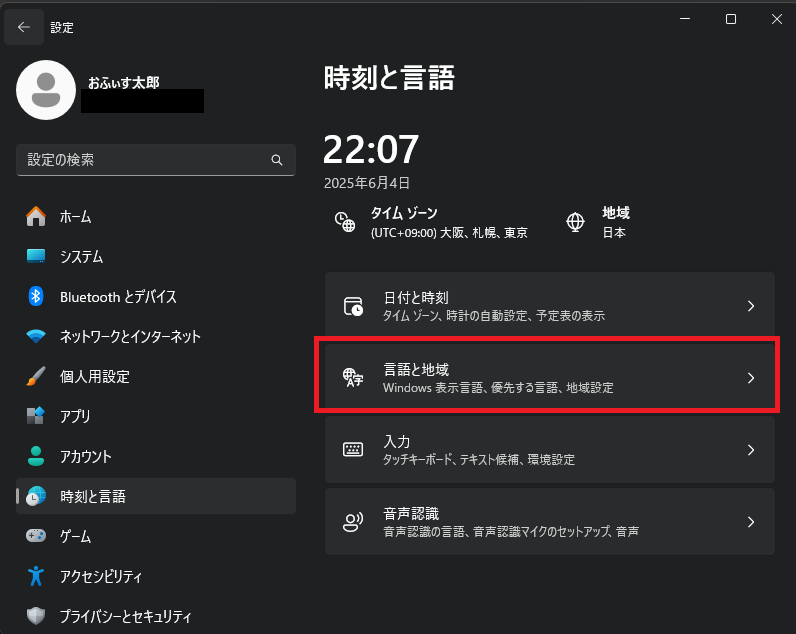 設定
おふぃす太郎
設定の検索
ホーム
システム
Bluetooth とデバイス
ネットワークとインターネット
個人用設定
アプリ
アカウント
時刻と言語
ゲーム
アクセシビリティ
プライバシーとセキュリティ
時刻と言語
22:07
2025年6月4日
タイム ゾーン
(UTC+09:00) 大阪、札幌、東京
地域
日本
日付と時刻
タイム ゾーン、時計の自動設定、予定表の表示
言語と地域
Windows 表示言語、優先する言語、地域設定
入力
タッチキーボード、テキスト候補、環境設定
音声認識
音声認識の言語、音声認識マイクのセットアップ、音声